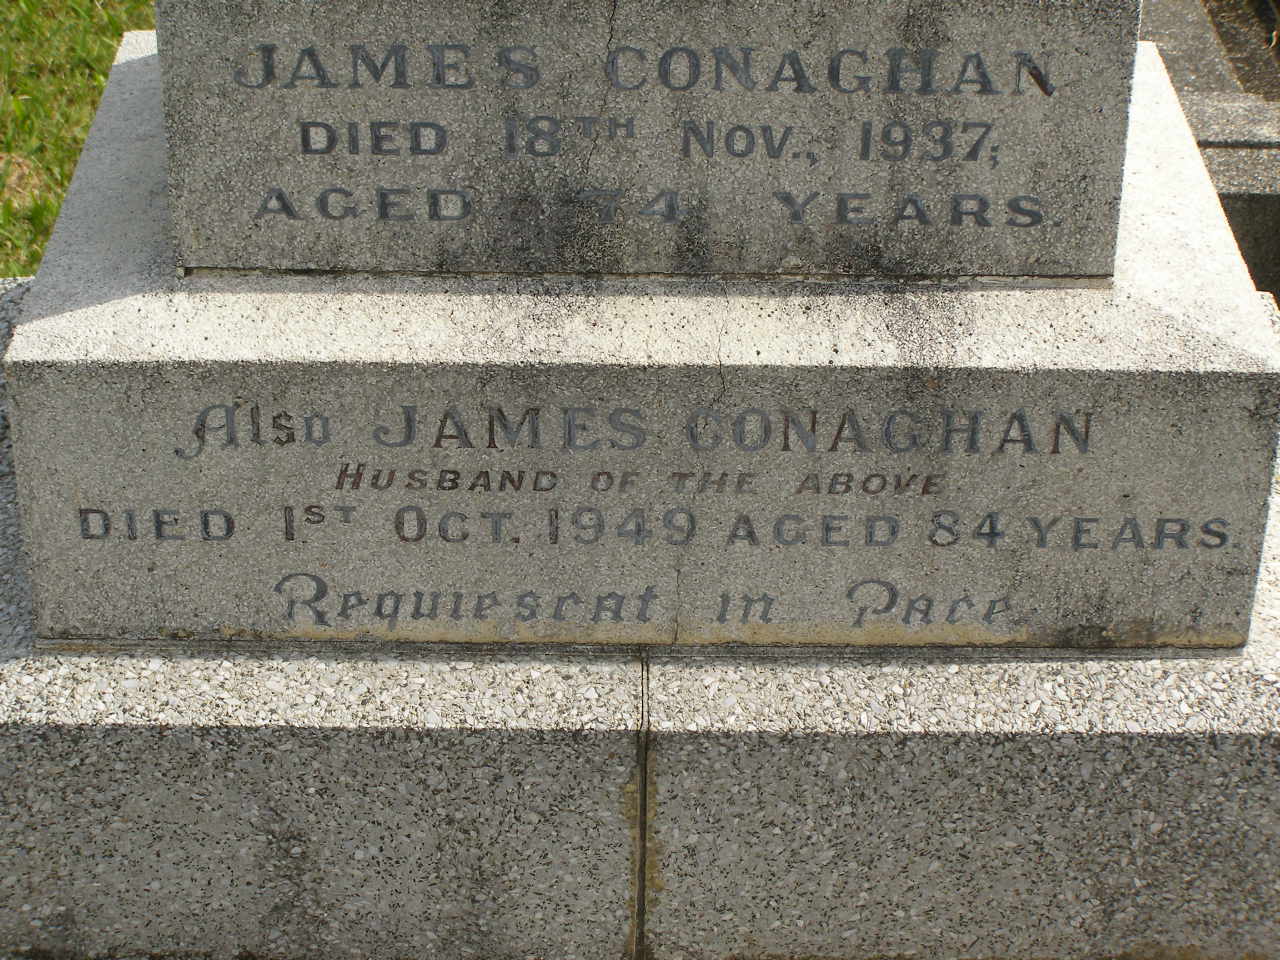 JAMES CONAGHAN
DIED 18TH NOV., 1937;
AGED 74 YEARS.
Also JAMES CONAGHAN
HUSBAND OF THE ABOVE
DIED 1ST OCT. 1949 AGED 84 YEARS.
Requiescat in Pace